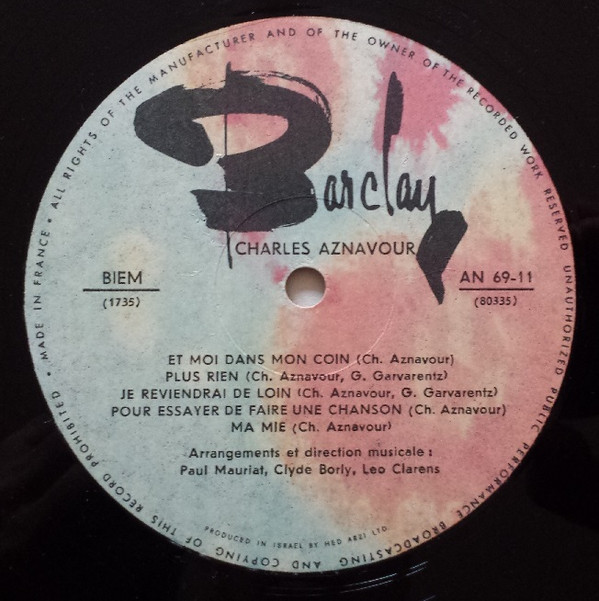 MADE IN FRANCE • ALL RIGHTS OF THE MANUFACTURER AND OF THE OWNER OF THE RECORDED WORK RESERVED UNAUTHORIZED PUBLIC PERFORMANCE BROADCASTING AND COPYING OF THIS RECORD PROHIBITED •
Barclay
CHARLES AZNAVOUR
BIEM
(1735)
AN 69-11
(80335)
ET MOI DANS MON COIN (Ch. Aznavour)
PLUS RIEN (Ch. Aznavour, G. Garvarentz)
JE REVIENDRAI DE LOIN (Ch. Aznavour, G. Garvarentz)
POUR ESSAYER DE FAIRE UNE CHANSON (Ch. Aznavour)
MA MIE (Ch. Aznavour)
Arrangements et direction musicale :
Paul Mauriat, Clyde Borly, Leo Clarens
PRODUCED IN ISRAEL BY HED ARZI LTD.